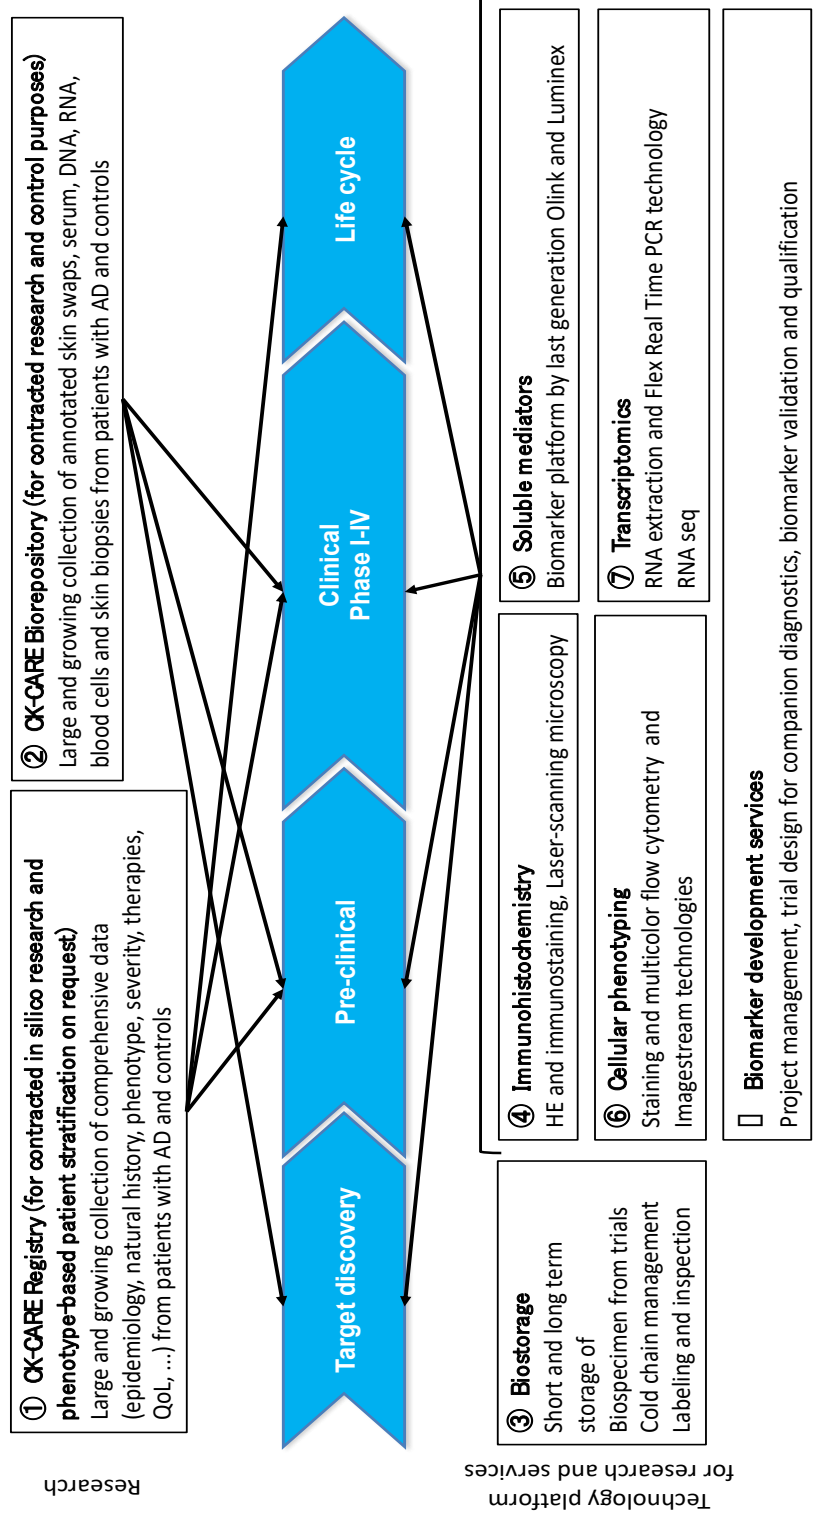 Research
① CK-CARE Registry (for contracted in silico research and
phenotype-based patient stratification on request)
Large and growing collection of comprehensive data
(epidemiology, natural history, phenotype, severity, therapies,
QoL, ...) from patients with AD and controls
② CK-CARE Biorepository (for contracted research and control purposes)
Large and growing collection of annotated skin swaps, serum, DNA, RNA,
blood cells and skin biopsies from patients with AD and controls
Target discovery
Pre-clinical
Clinical
Phase I-IV
Life cycle
Technology platform
for research and services
③ Biostorage
Short and long term
storage of
Biospecimen from trials
Cold chain management
Labeling and inspection
④ Immunohistochemistry
HE and immunostaining, Laser-scanning microscopy
⑤ Soluble mediators
Biomarker platform by last generation Olink and Luminex
⑥ Cellular phenotyping
Staining and multicolor flow cytometry and
Imagestream technologies
⑦ Transcriptomics
RNA extraction and Flex Real Time PCR technology
RNA seq
Biomarker development services
Project management, trial design for companion diagnostics, biomarker validation and qualification